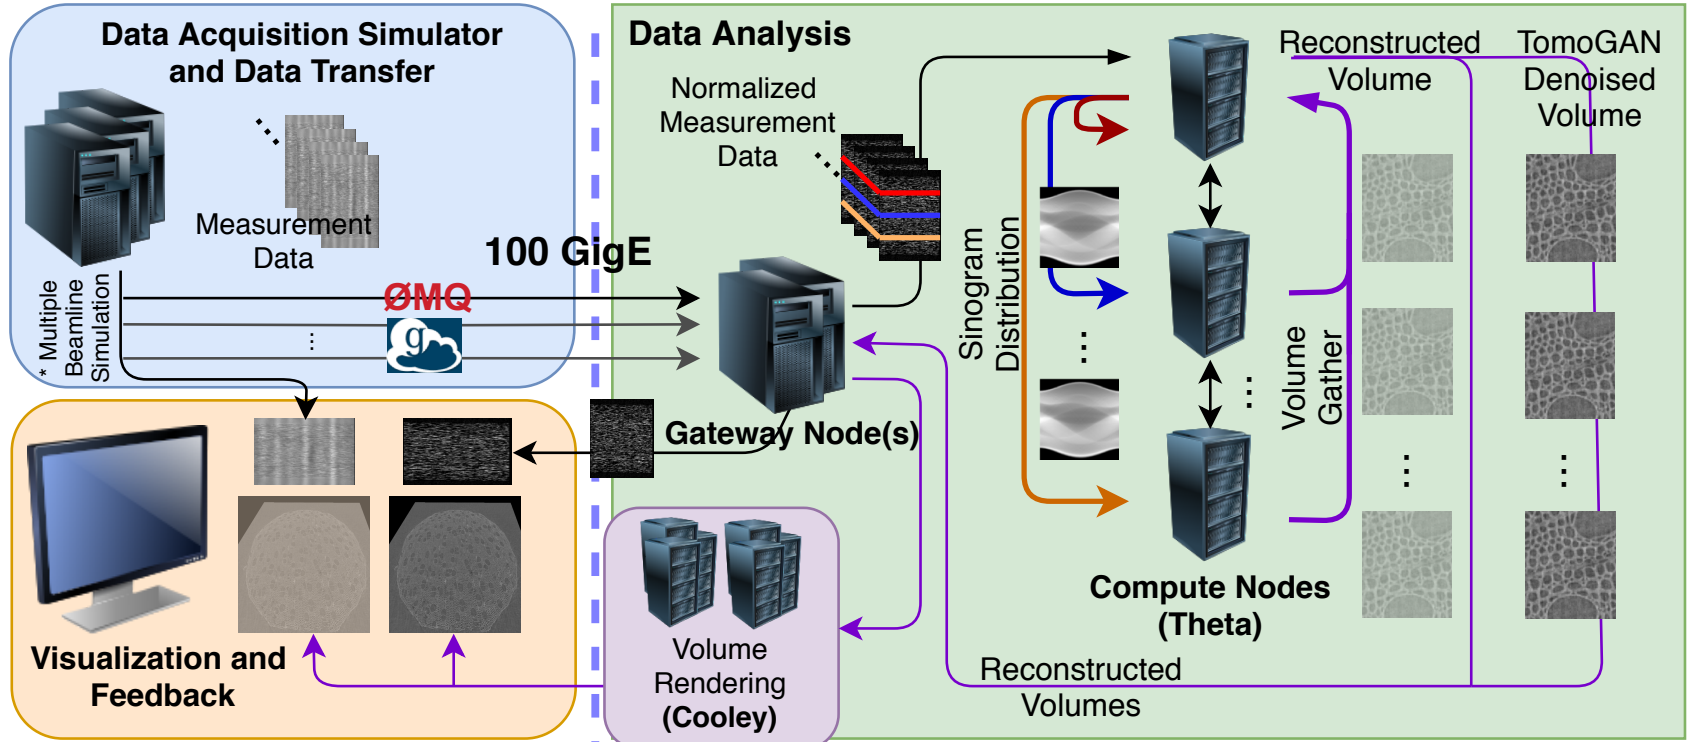 Data Acquisition Simulator
and Data Transfer
Measurement
Data
* Multiple
Beamline
Simulation
ØMQ
g
...
100 GigE
Data Analysis
Normalized
Measurement
Data
Gateway Node(s)
Sinogram
Distribution
...
...
Volume
Gather
Compute Nodes
(Theta)
Reconstructed
Volume
...
TomoGAN
Denoised
Volume
...
Reconstructed
Volumes
Volume
Rendering
(Cooley)
Visualization and
Feedback